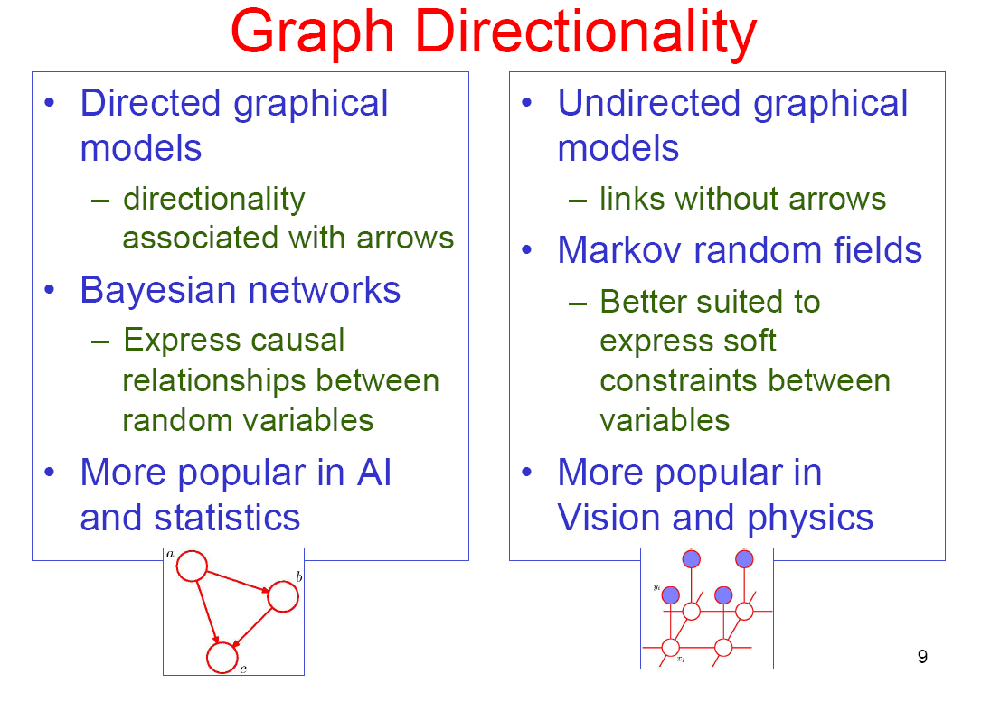 Graph Directionality
• Directed graphical
models
– directionality
associated with arrows
• Bayesian networks
– Express causal
relationships between
random variables
• More popular in AI
and statistics
a
b
c
• Undirected graphical
models
– links without arrows
• Markov random fields
– Better suited to
express soft
constraints between
variables
• More popular in
Vision and physics
yᵢ
xᵢ
9